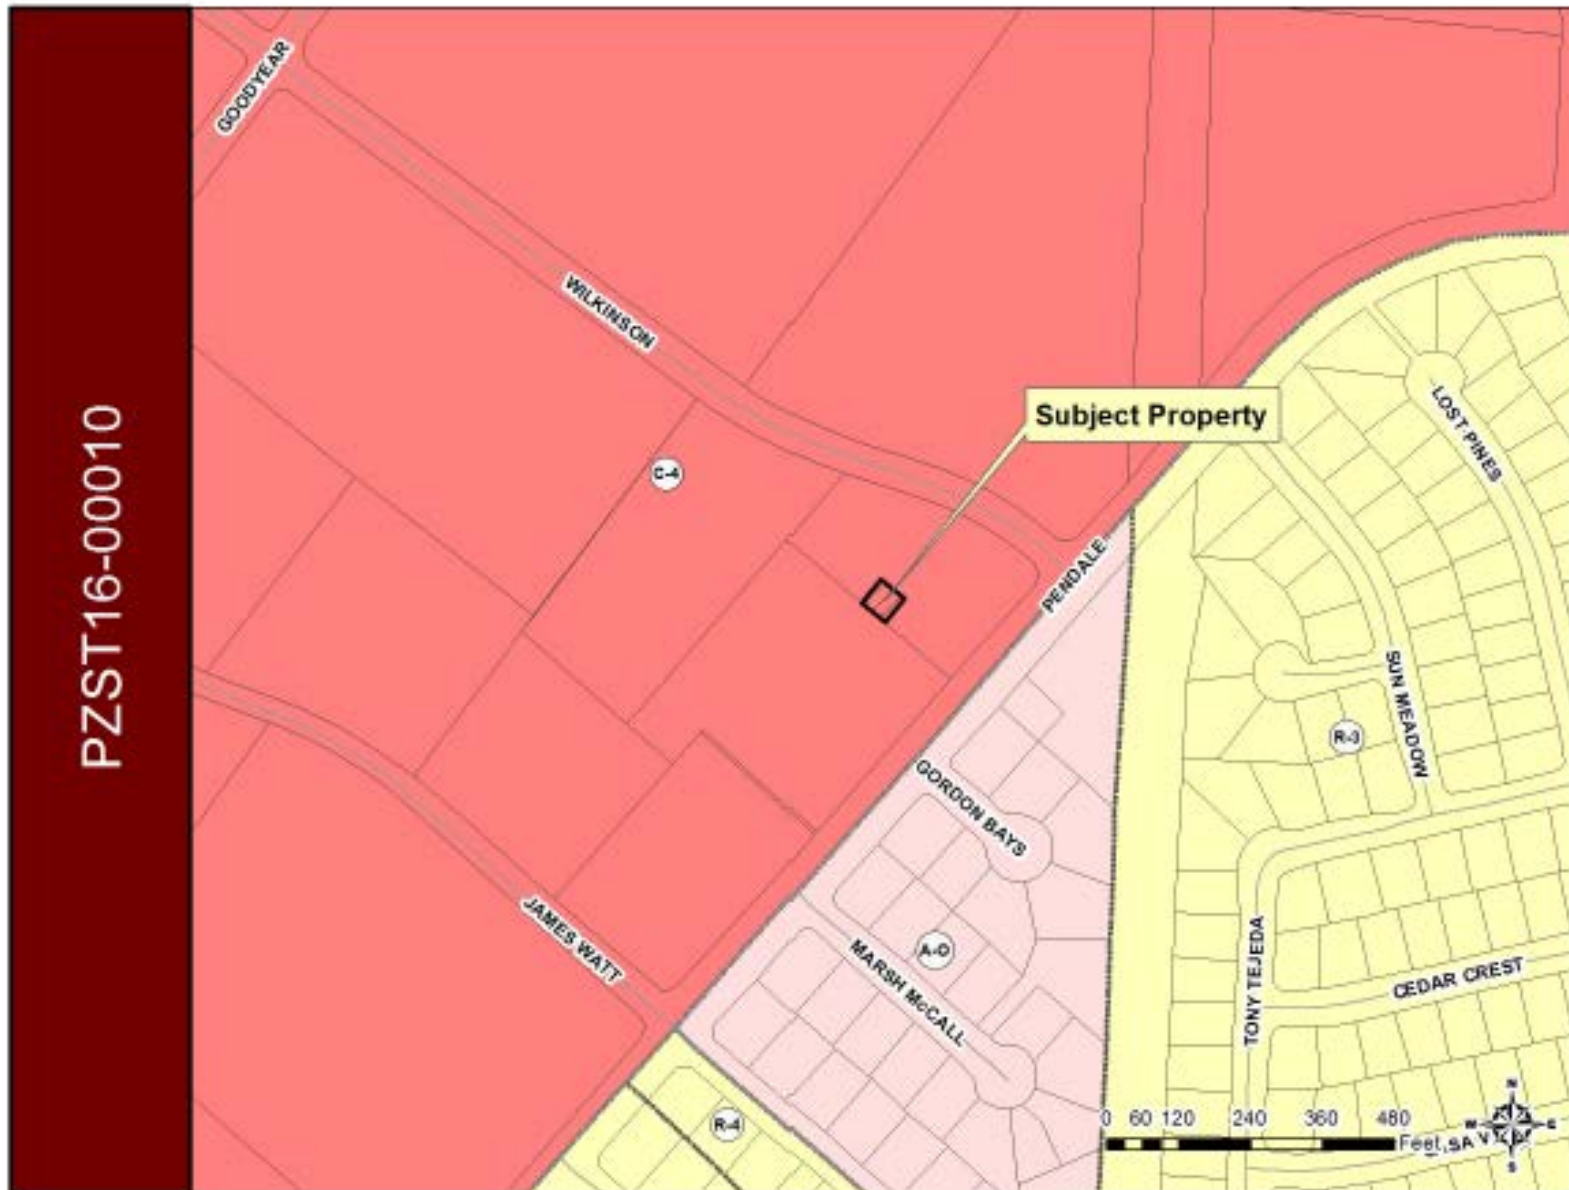 PZST16-00010
GOODYEAR
WILKINSON
Subject Property
LOST PINES
C-4
PENDALE
SUN MEADOW
R-3
GORDON BAYS
A-O
MARSH McCALL
JAMES WATT
TONY TEJEDA
CEDAR CREST
R-4
0 60 120 240 360 480
Feet
N
W E
S